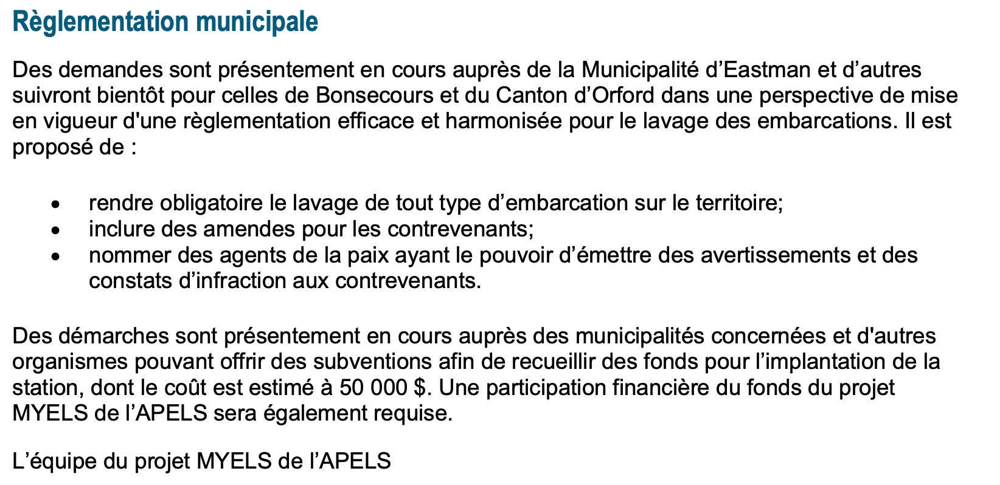 Règlementation municipale
Des demandes sont présentement en cours auprès de la Municipalité d’Eastman et d’autres
suivront bientôt pour celles de Bonsecours et du Canton d’Orford dans une perspective de mise
en vigueur d'une règlementation efficace et harmonisée pour le lavage des embarcations. Il est
proposé de :
• rendre obligatoire le lavage de tout type d’embarcation sur le territoire;
• inclure des amendes pour les contrevenants;
• nommer des agents de la paix ayant le pouvoir d’émettre des avertissements et des
constats d’infraction aux contrevenants.
Des démarches sont présentement en cours auprès des municipalités concernées et d'autres
organismes pouvant offrir des subventions afin de recueillir des fonds pour l’implantation de la
station, dont le coût est estimé à 50 000 $. Une participation financière du fonds du projet
MYELS de l’APELS sera également requise.
L’équipe du projet MYELS de l’APELS